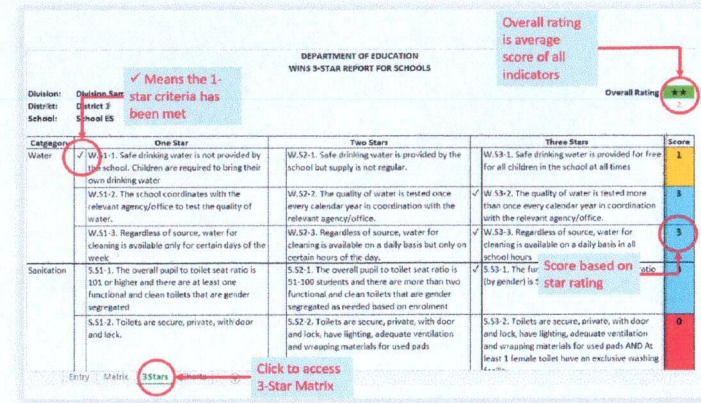 Overall rating
is average
score of all
indicators
DEPARTMENT OF EDUCATION
WINS 3-STAR REPORT FOR SCHOOLS
✓ Means the 1-
star criteria has
been met
Division: Division Sam
District: District 1
School: School ES
Overall Rating ★★
2
Catgegory One Star Two Stars Three Stars Score
Water ✓ W.S1-1. Safe drinking water is not provided by
the school. Children are required to bring their
own drinking water
W.S2-1. Safe drinking water is provided by the
school but supply is not regular.
W.S3-1. Safe drinking water is provided for free
for all children in the school at all times
1
W.S1-2. The school coordinates with the
relevant agency/office to test the quality of
water.
W.S2-2. The quality of water is tested once
every calendar year in coordination with the
relevant agency/office.
✓ W.S3-2. The quality of water is tested more
than once every calendar year in coordination
with the relevant agency/office.
3
W.S1-3. Regardless of source, water for
cleaning is available only for certain days of the
week
W.S2-3. Regardless of source, water for
cleaning is available on a daily basis but only on
certain hours of the day.
✓ W.S3-3. Regardless of source, water for
cleaning is available on a daily basis in all
school hours
3
Sanitation S.S1-1. The overall pupil to toilet seat ratio is
101 or higher and there are at least one
functional and clean toilets that are gender
segregated
S.S2-1. The overall pupil to toilet seat ratio is
51-100 students and there are more than two
functional and clean toilets that are gender
segregated as needed based on enrolment
✓ S.S3-1. The fur ratio
(by gender) is
Score based on
star rating
S.S1-2. Toilets are secure, private, with door
and lock.
S.S2-2. Toilets are secure, private, with door
and lock, have lighting, adequate ventilation
and wrapping materials for used pads
S.S3-2. Toilets are secure, private, with door
and lock, have lighting, adequate ventilation
and wrapping materials for used pads AND At
least 1 female toilet have an exclusive washing
0
Entry Matrix 3Stars Charts
Click to access
3-Star Matrix